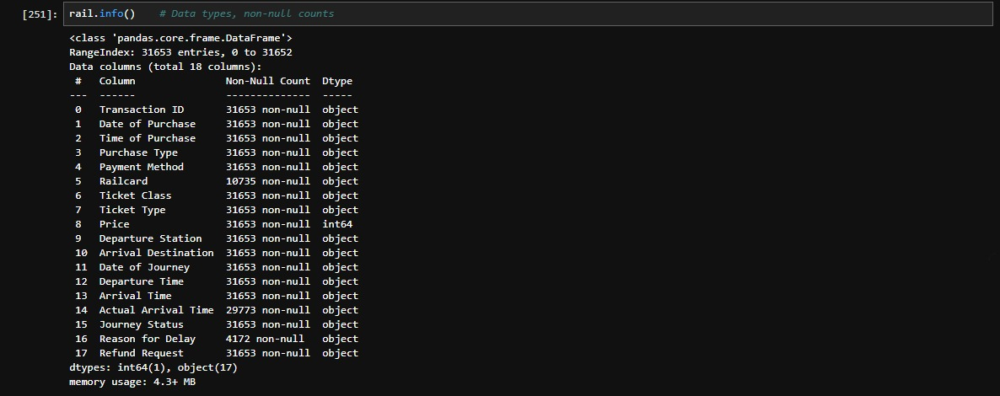 [251]: rail.info()    # Data types, non-null counts
<class 'pandas.core.frame.DataFrame'>
RangeIndex: 31653 entries, 0 to 31652
Data columns (total 18 columns):
 #   Column               Non-Null Count  Dtype
---  ------               --------------  -----
 0   Transaction ID       31653 non-null  object
 1   Date of Purchase     31653 non-null  object
 2   Time of Purchase     31653 non-null  object
 3   Purchase Type        31653 non-null  object
 4   Payment Method       31653 non-null  object
 5   Railcard             10735 non-null  object
 6   Ticket Class         31653 non-null  object
 7   Ticket Type          31653 non-null  object
 8   Price                31653 non-null  int64
 9   Departure Station    31653 non-null  object
 10  Arrival Destination  31653 non-null  object
 11  Date of Journey      31653 non-null  object
 12  Departure Time       31653 non-null  object
 13  Arrival Time         31653 non-null  object
 14  Actual Arrival Time  29773 non-null  object
 15  Journey Status       31653 non-null  object
 16  Reason for Delay     4172 non-null   object
 17  Refund Request       31653 non-null  object
dtypes: int64(1), object(17)
memory usage: 4.3+ MB